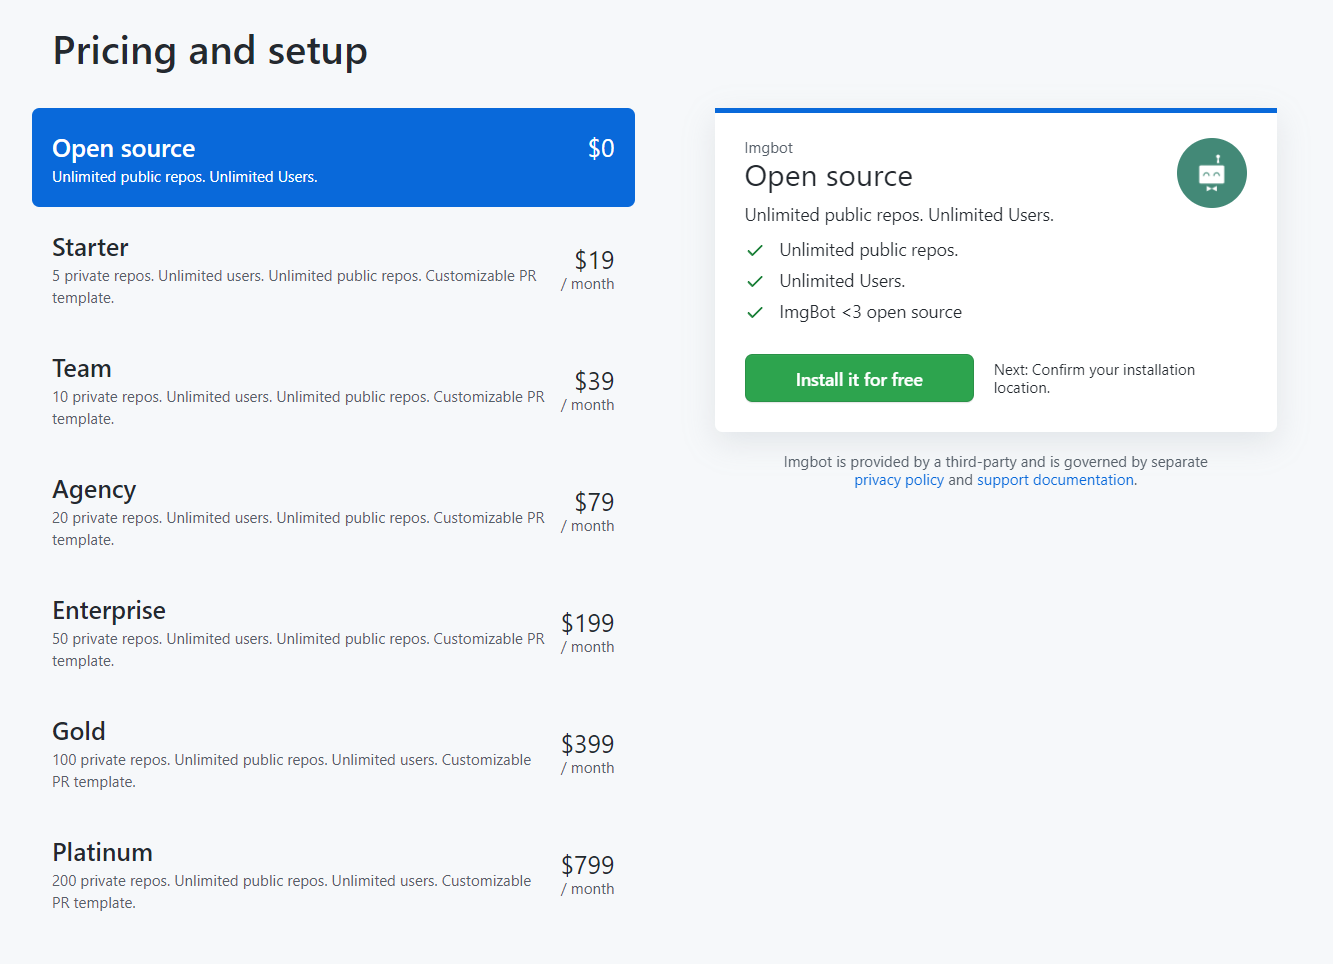 Pricing and setup
Open source
$0
Unlimited public repos. Unlimited Users.
Starter
$19
/ month
5 private repos. Unlimited users. Unlimited public repos. Customizable PR
template.
Team
$39
/ month
10 private repos. Unlimited users. Unlimited public repos. Customizable PR
template.
Agency
$79
/ month
20 private repos. Unlimited users. Unlimited public repos. Customizable PR
template.
Enterprise
$199
/ month
50 private repos. Unlimited users. Unlimited public repos. Customizable PR
template.
Gold
$399
/ month
100 private repos. Unlimited public repos. Unlimited users. Customizable
PR template.
Platinum
$799
/ month
200 private repos. Unlimited public repos. Unlimited users. Customizable
PR template.
Imgbot
Open source
Unlimited public repos. Unlimited Users.
Unlimited public repos.
Unlimited Users.
ImgBot <3 open source
Install it for free
Next: Confirm your installation
location.
Imgbot is provided by a third-party and is governed by separate
privacy policy and support documentation.